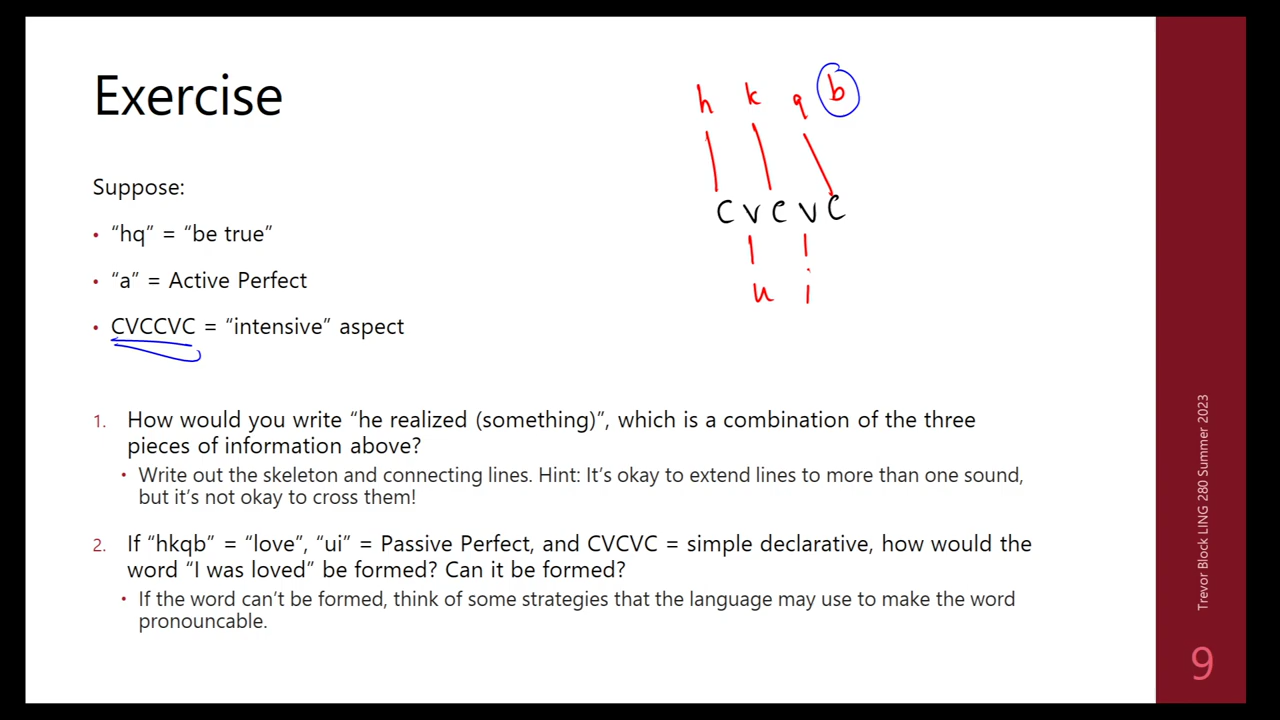 Exercise
h k q b
Suppose:
C V C V C
• "hq" = "be true"
• "a" = Active Perfect
u i
• CVCCVC = "intensive" aspect
1. How would you write "he realized (something)", which is a combination of the three
pieces of information above?
• Write out the skeleton and connecting lines. Hint: It's okay to extend lines to more than one sound,
but it's not okay to cross them!
2. If "hkqb" = "love", "ui" = Passive Perfect, and CVCVC = simple declarative, how would the
word "I was loved" be formed? Can it be formed?
• If the word can't be formed, think of some strategies that the language may use to make the word
pronouncable.
Trevor Block LING 280 Summer 2023
9